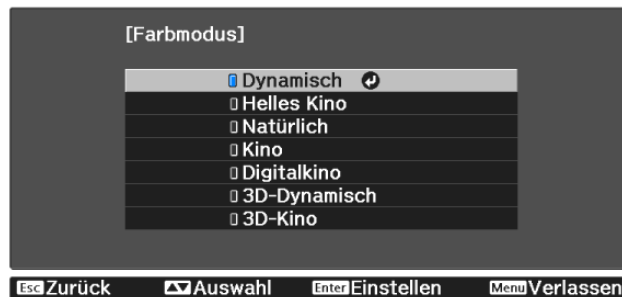 [Farbmodus]
Dynamisch
Helles Kino
Natürlich
Kino
Digitalkino
3D-Dynamisch
3D-Kino
Esc Zurück Auswahl Enter Einstellen Menu Verlassen